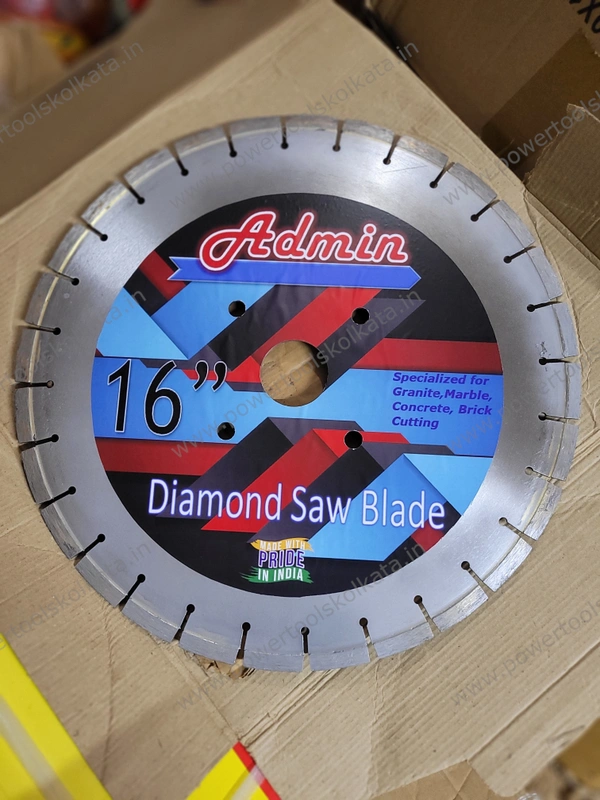 Admin
16”
Specialized for
Granite,Marble,
Concrete, Brick
Cutting
Diamond Saw Blade
MADE WITH
PRIDE
IN INDIA
www.powertoolskolkata.in